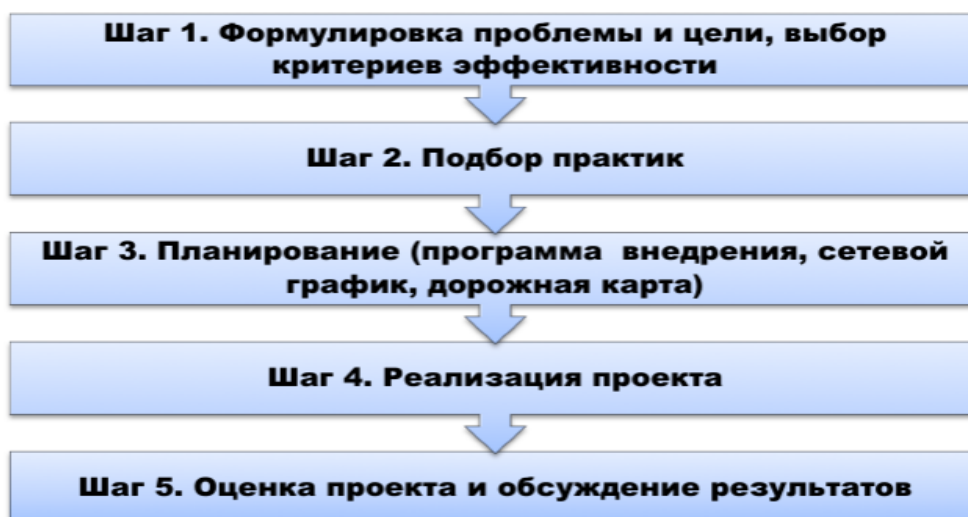 Шаг 1. Формулировка проблемы и цели, выбор
критериев эффективности
Шаг 2. Подбор практик
Шаг 3. Планирование (программа  внедрения, сетевой
график, дорожная карта)
Шаг 4. Реализация проекта
Шаг 5. Оценка проекта и обсуждение результатов